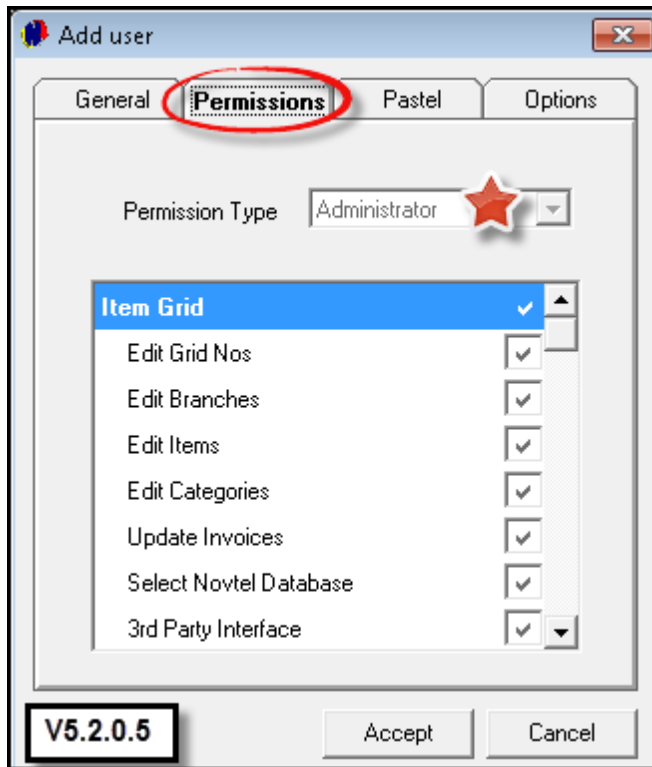 Add user
General Permissions Pastel Options
Permission Type Administrator
Item Grid
Edit Grid Nos
Edit Branches
Edit Items
Edit Categories
Update Invoices
Select Novtel Database
3rd Party Interface
V5.2.0.5 Accept Cancel